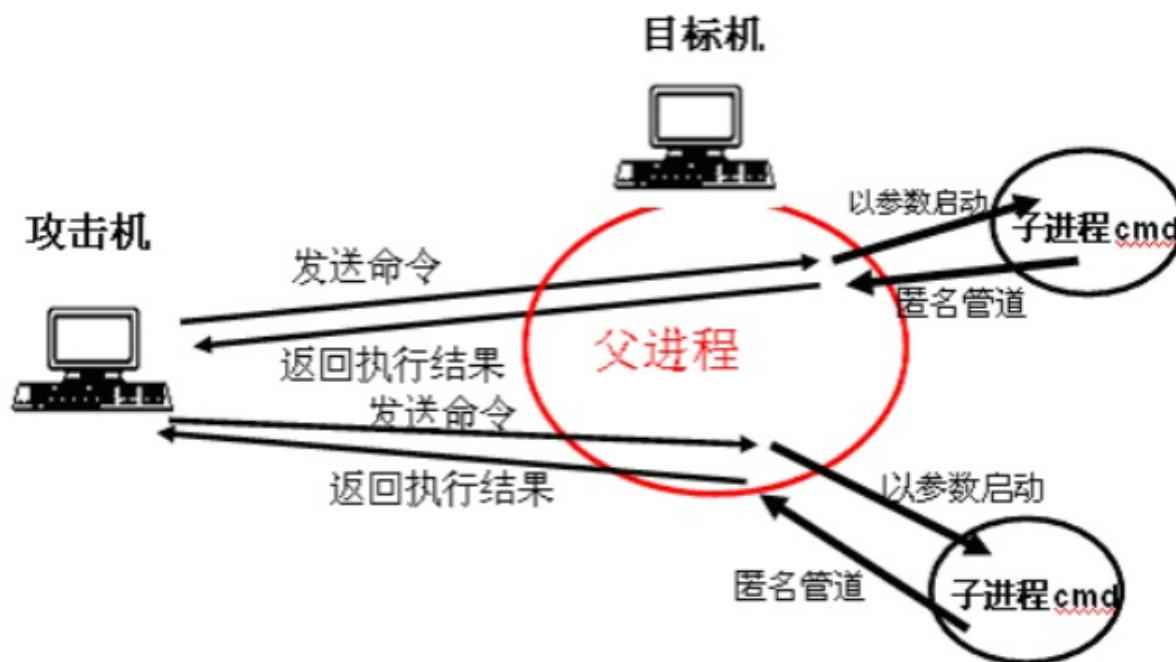 目标机
以参数启动
子进程cmd
攻击机
发送命令
匿名管道
父进程
返回执行结果
发送命令
以参数启动
返回执行结果
匿名管道
子进程cmd